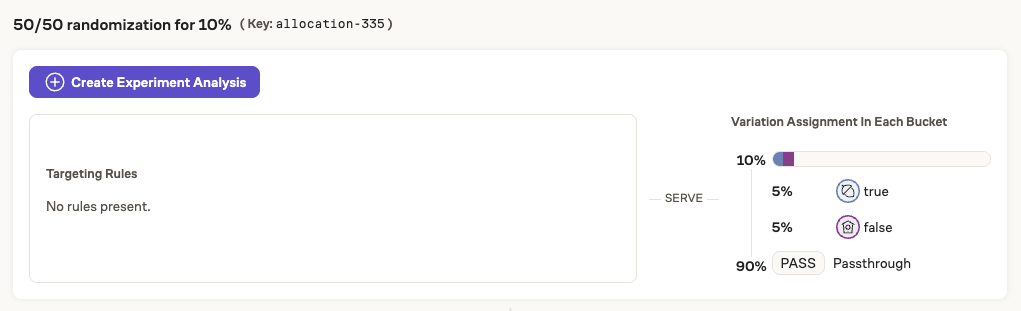 50/50 randomization for 10% (Key: allocation-335)
Create Experiment Analysis
Variation Assignment In Each Bucket
10%
Targeting Rules
No rules present.
SERVE
5% true
5% false
90% PASS Passthrough